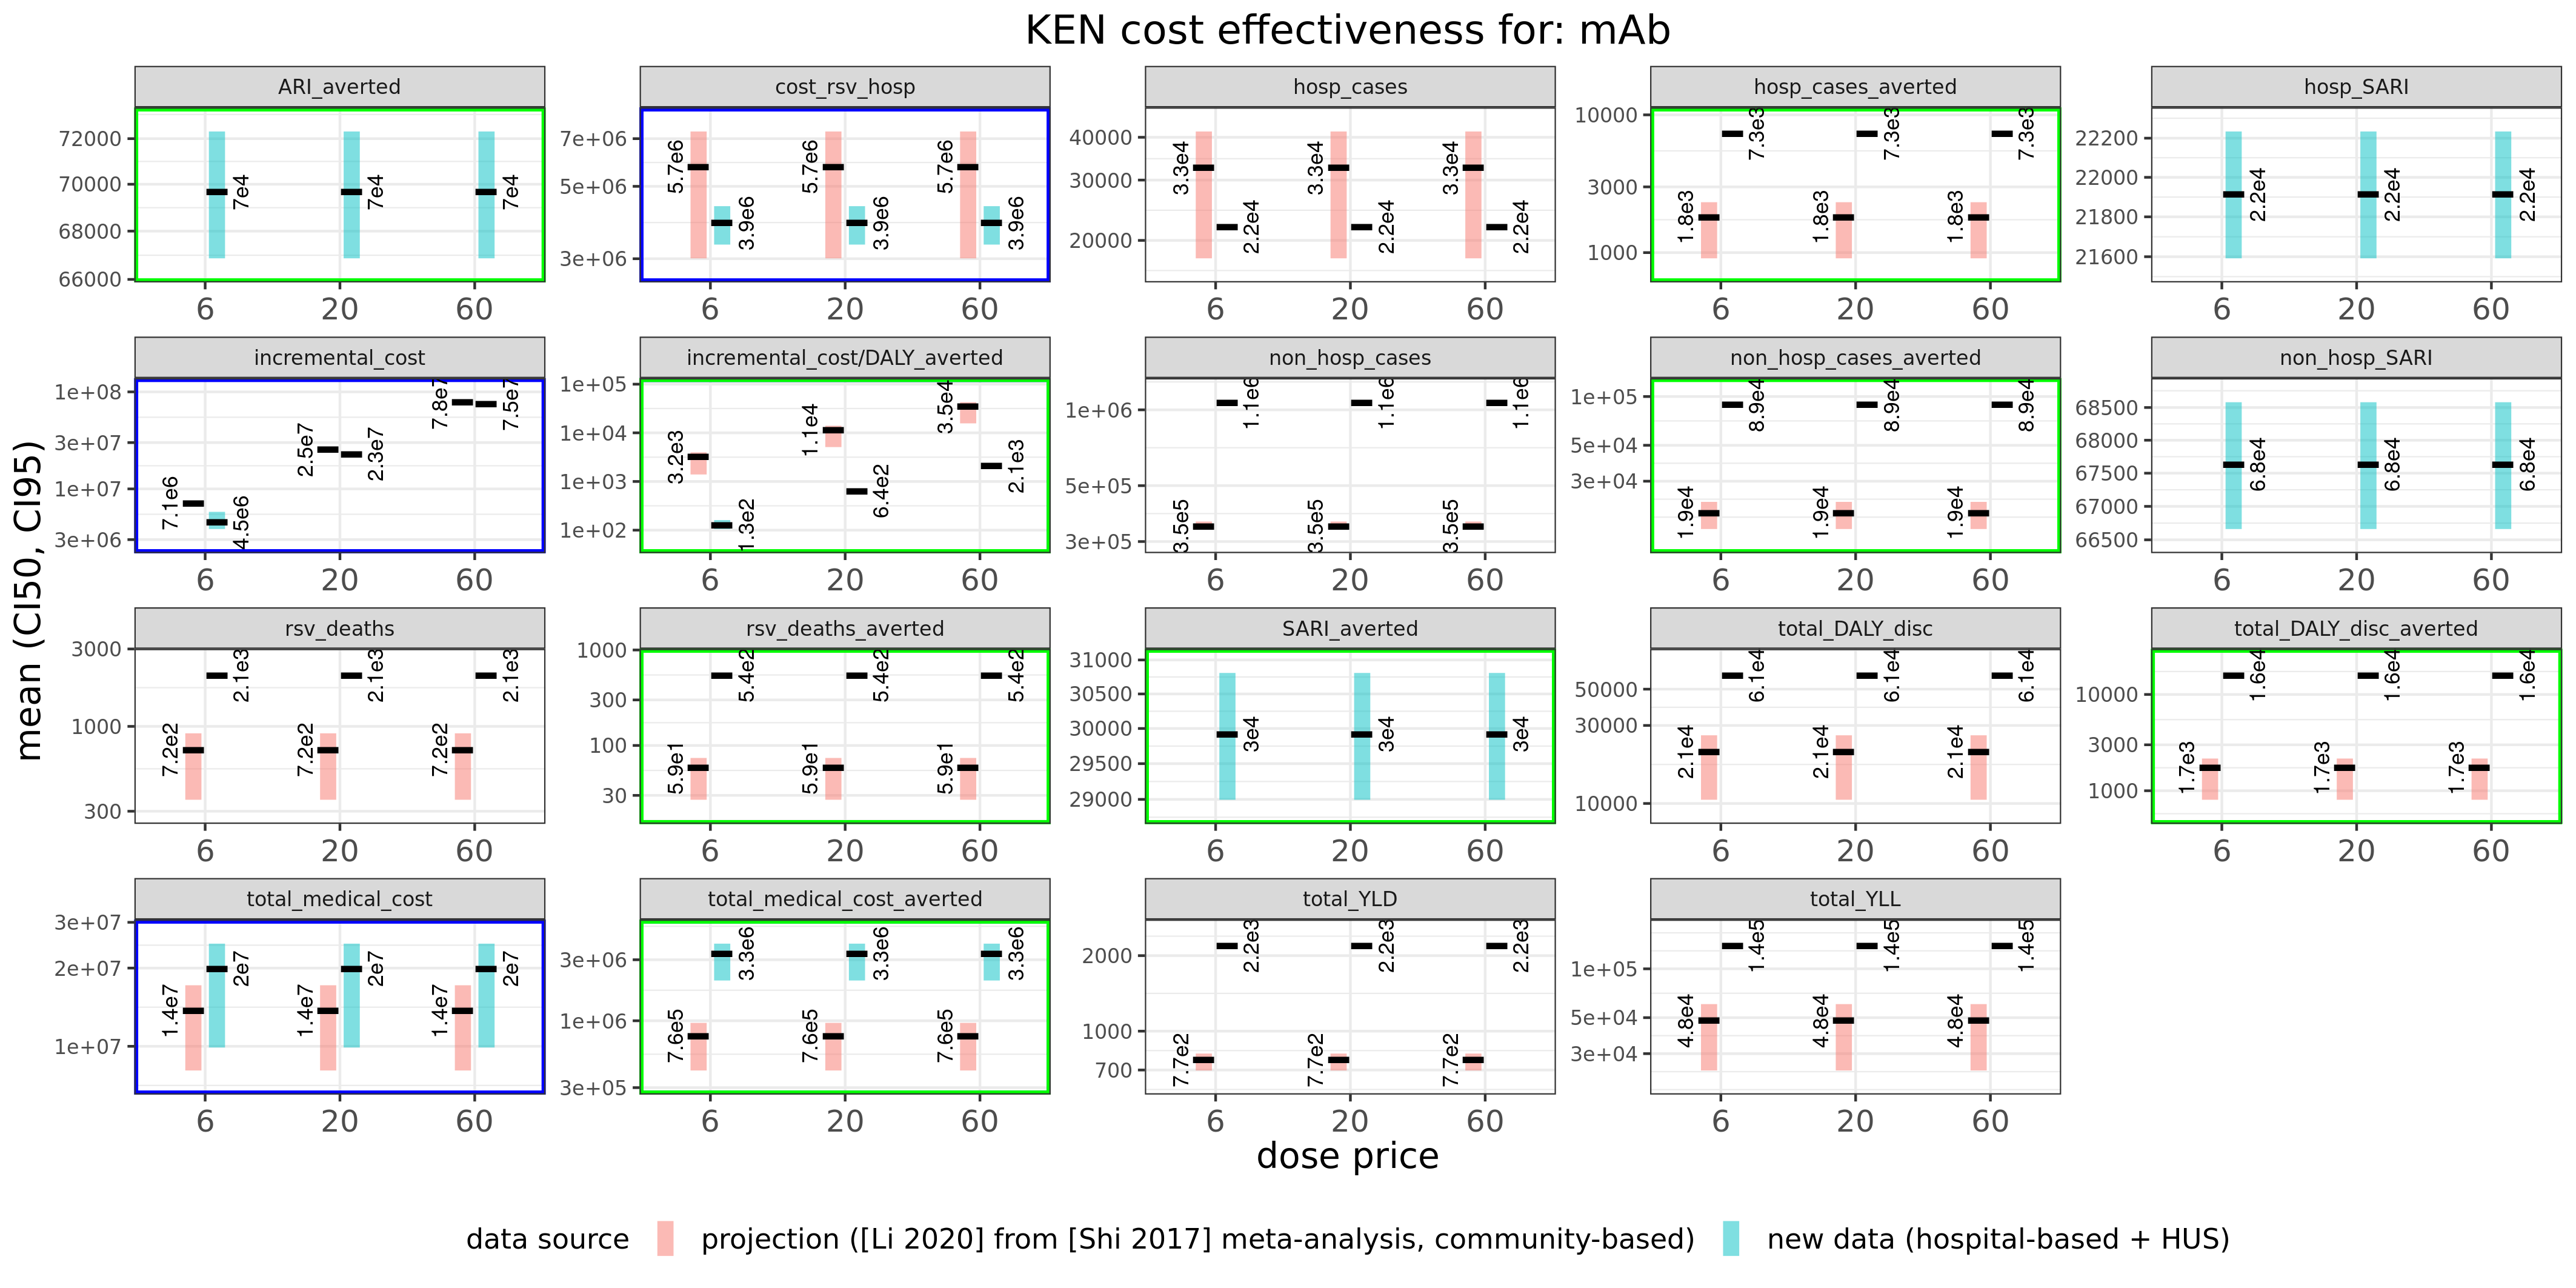 KEN cost effectiveness for: mAb
mean (CI50, CI95)
ARI_averted
72000
70000
68000
66000
7e4
7e4
7e4
6
20
60
cost_rsv_hosp
7e+06
5e+06
3e+06
5.7e6
3.9e6
5.7e6
3.9e6
5.7e6
3.9e6
6
20
60
hosp_cases
40000
30000
20000
3.3e4
2.2e4
3.3e4
2.2e4
3.3e4
2.2e4
6
20
60
hosp_cases_averted
10000
3000
1000
1.8e3
7.3e3
1.8e3
7.3e3
1.8e3
7.3e3
6
20
60
hosp_SARI
22200
22000
21800
21600
2.2e4
2.2e4
2.2e4
6
20
60
incremental_cost
1e+08
3e+07
1e+07
3e+06
7.1e6
4.5e6
2.5e7
2.3e7
7.8e7
7.5e7
6
20
60
incremental_cost/DALY_averted
1e+05
1e+04
1e+03
1e+02
3.2e3
1.3e2
1.1e4
6.4e2
3.5e4
2.1e3
6
20
60
non_hosp_cases
1e+06
5e+05
3e+05
3.5e5
1.1e6
3.5e5
1.1e6
3.5e5
1.1e6
6
20
60
non_hosp_cases_averted
1e+05
5e+04
3e+04
1.9e4
8.9e4
1.9e4
8.9e4
1.9e4
8.9e4
6
20
60
non_hosp_SARI
68500
68000
67500
67000
66500
6.8e4
6.8e4
6.8e4
6
20
60
rsv_deaths
3000
1000
300
7.2e2
2.1e3
7.2e2
2.1e3
7.2e2
2.1e3
6
20
60
rsv_deaths_averted
1000
300
100
30
5.9e1
5.4e2
5.9e1
5.4e2
5.9e1
5.4e2
6
20
60
SARI_averted
31000
30500
30000
29500
29000
3e4
3e4
3e4
6
20
60
total_DALY_disc
50000
30000
10000
2.1e4
6.1e4
2.1e4
6.1e4
2.1e4
6.1e4
6
20
60
total_DALY_disc_averted
10000
3000
1000
1.7e3
1.6e4
1.7e3
1.6e4
1.7e3
1.6e4
6
20
60
total_medical_cost
3e+07
2e+07
1e+07
1.4e7
2e7
1.4e7
2e7
1.4e7
2e7
6
20
60
total_medical_cost_averted
3e+06
1e+06
3e+05
7.6e5
3.3e6
7.6e5
3.3e6
7.6e5
3.3e6
6
20
60
total_YLD
2000
1000
700
7.7e2
2.2e3
7.7e2
2.2e3
7.7e2
2.2e3
6
20
60
total_YLL
1e+05
5e+04
3e+04
4.8e4
1.4e5
4.8e4
1.4e5
4.8e4
1.4e5
6
20
60
dose price
data source
projection ([Li 2020] from [Shi 2017] meta-analysis, community-based)
new data (hospital-based + HUS)